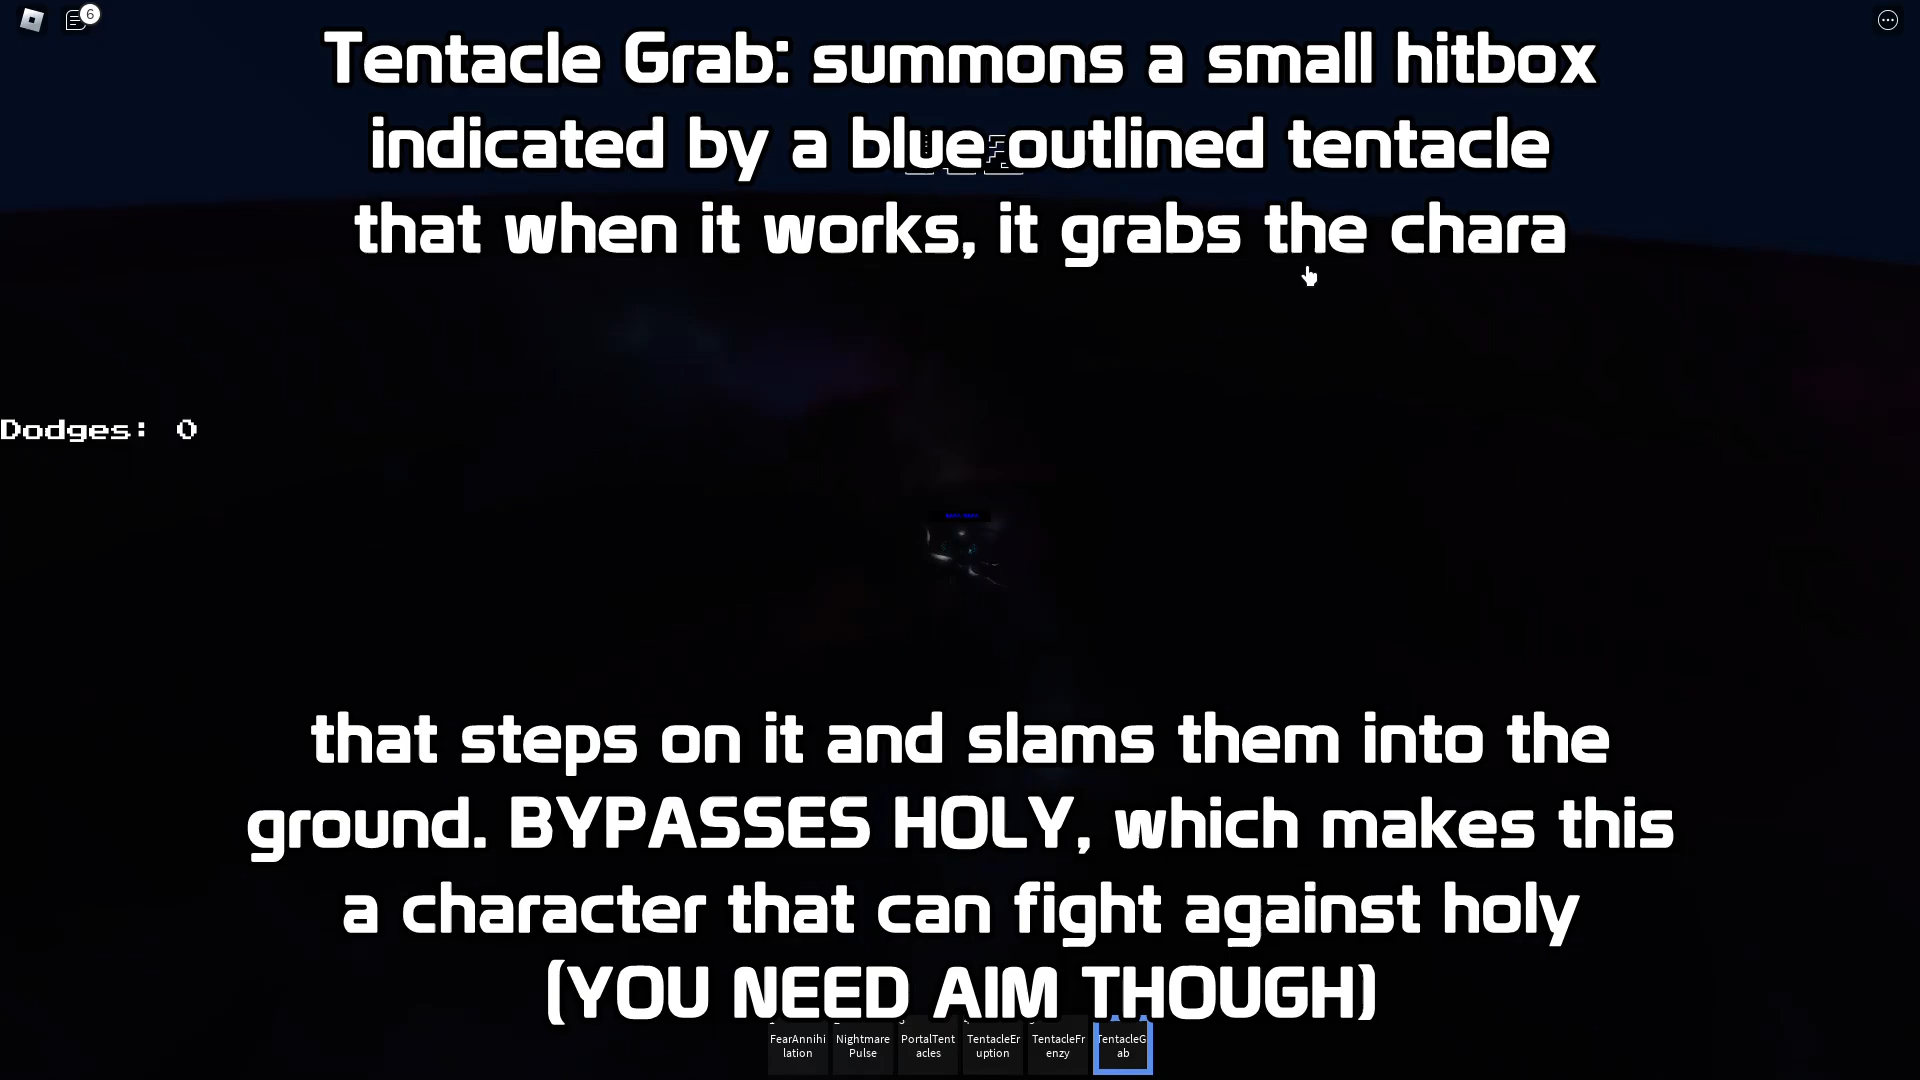 6
Tentacle Grab: summons a small hitbox
indicated by a blue outlined tentacle
that when it works, it grabs the chara
Dodges: 0
that steps on it and slams them into the
ground. BYPASSES HOLY, which makes this
a character that can fight against holy
(YOU NEED AIM THOUGH)
FearAnnihi
lation
Nightmare
Pulse
PortalTent
acles
TentacleEr
uption
TentacleFr
enzy
TentacleG
ab